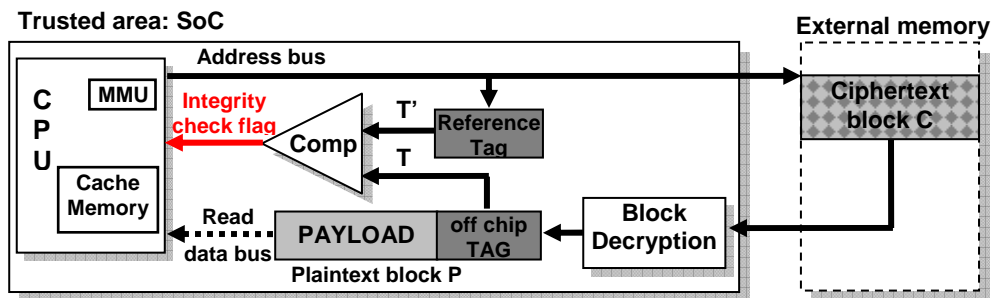 Trusted area: SoC
External memory
Address bus
C
P
U
MMU
Integrity
check flag
T'
T
Comp
Reference
Tag
Ciphertext
block C
Cache
Memory
Read
data bus
PAYLOAD
off chip
TAG
Block
Decryption
Plaintext block P